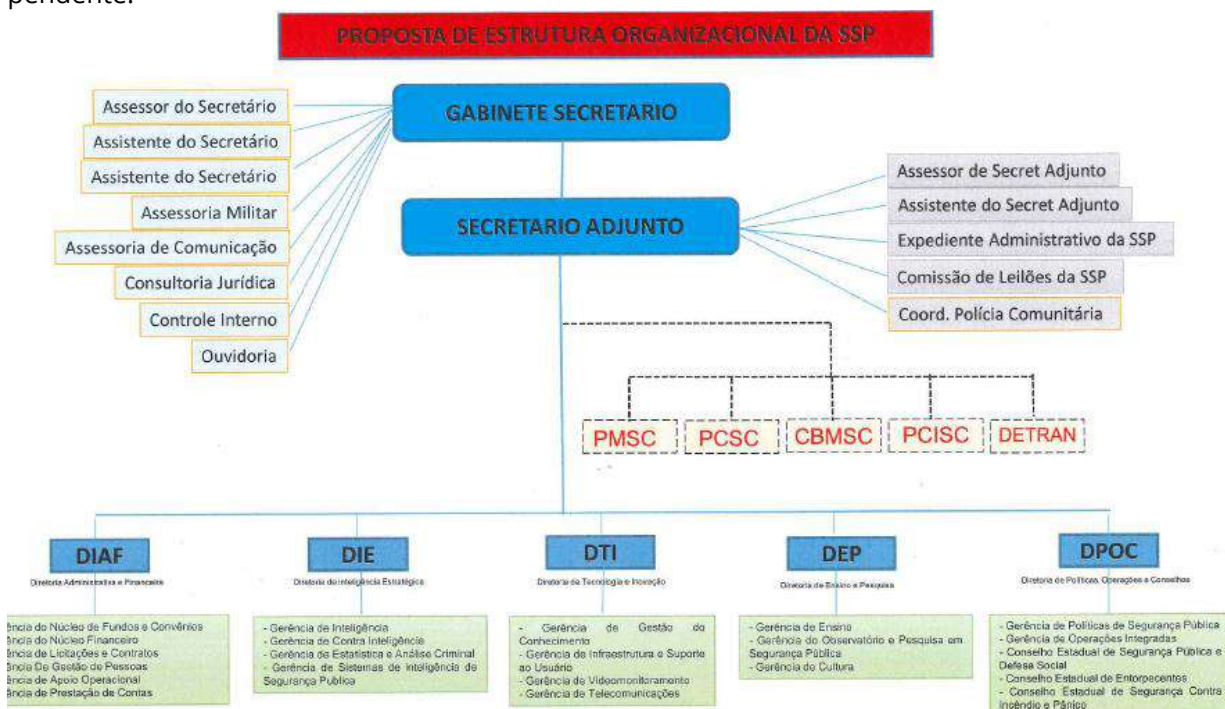 pendente.
PROPOSTA DE ESTRUTURA ORGANIZACIONAL DA SSP
GABINETE SECRETARIO
Assessor do Secretário
Assistente do Secretário
Assistente do Secretário
Assessoria Militar
Assessoria de Comunicação
Consultoria Jurídica
Controle Interno
Ouvidoria
SECRETARIO ADJUNTO
Assessor de Secret Adjunto
Assistente do Secret Adjunto
Expediente Administrativo da SSP
Comissão de Leilões da SSP
Coord. Polícia Comunitária
PMSC
PCSC
CBMSC
PCISC
DETRAN
DIAF
Diretoria Administrativa e Financeira
ência do Núcleo de Fundos e Convênios
ência do Núcleo Financeiro
ência de Licitações e Contratos
ência De Gestão de Pessoas
ência de Apoio Operacional
ência de Prestação de Contas
DIE
Diretoria de Inteligência Estratégica
- Gerência de Inteligência
- Gerência de Contra Inteligência
- Gerência de Estatística e Análise Criminal
- Gerência de Sistemas de Inteligência de
Segurança Pública
DTI
Diretoria de Tecnologia e Inovação
- Gerência de Gestão do
Conhecimento
- Gerência de Infraestrutura e Suporte
ao Usuário
- Gerência de Videomonitoramento
- Gerência de Telecomunicações
DEP
Diretoria de Ensino e Pesquisa
- Gerência de Ensino
- Gerência do Observatório e Pesquisa em
Segurança Pública
- Gerência de Cultura
DPOC
Diretoria de Políticas, Operações e Conselhos
- Gerência de Políticas de Segurança Pública
- Gerência de Operações Integradas
- Conselho Estadual de Segurança Pública e
Defesa Social
- Conselho Estadual de Entorpecentes
- Conselho Estadual de Segurança Contra
Incêndio e Pânico